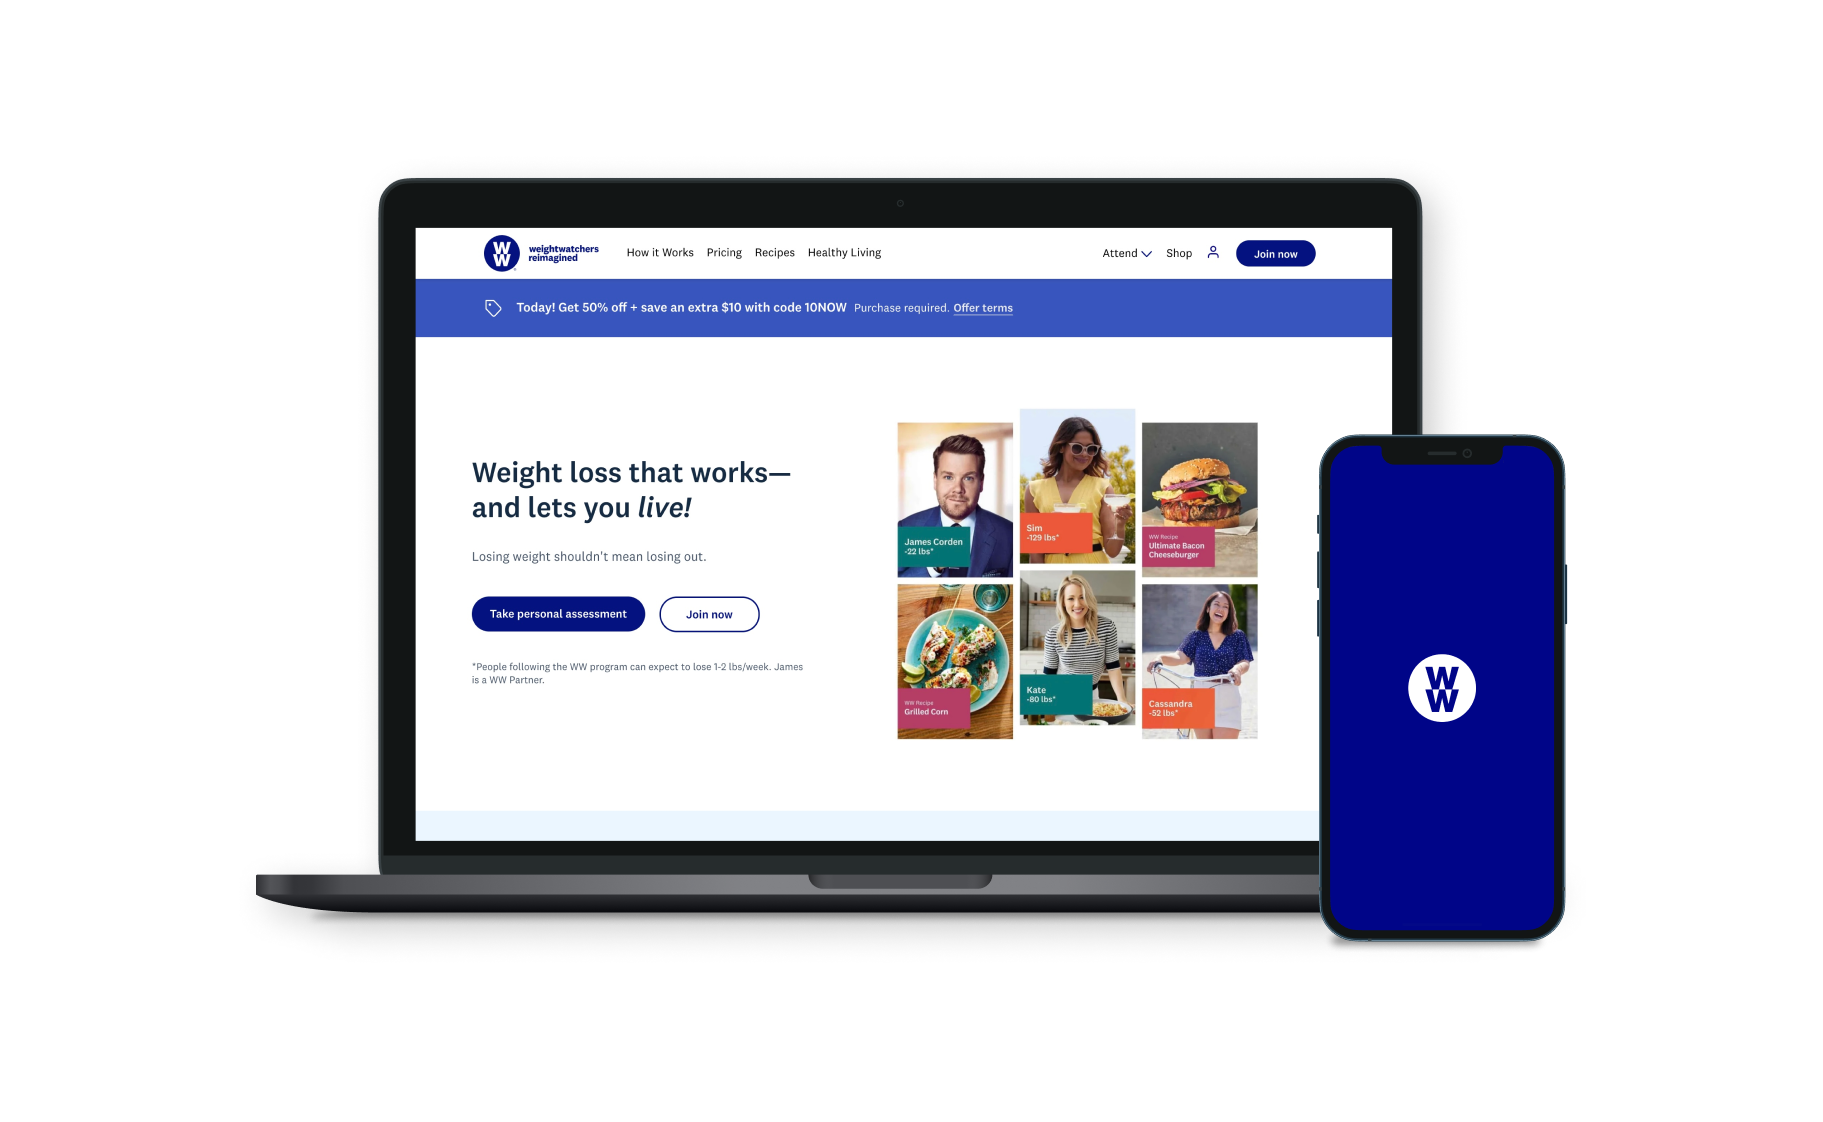 W
W
weightwatchers
reimagined
How it Works Pricing Recipes Healthy Living
Attend Shop Join now
Today! Get 50% off + save an extra $10 with code 10NOW Purchase required. Offer terms
Weight loss that works—
and lets you live!
Losing weight shouldn't mean losing out.
Take personal assessment Join now
*People following the WW program can expect to lose 1-2 lbs/week. James
is a WW Partner.
James Corden
-22 lbs*
Sim
-129 lbs*
WW Recipe
Ultimate Bacon
Cheeseburger
WW Recipe
Grilled Corn
Kate
-80 lbs*
Cassandra
-52 lbs*
W
W